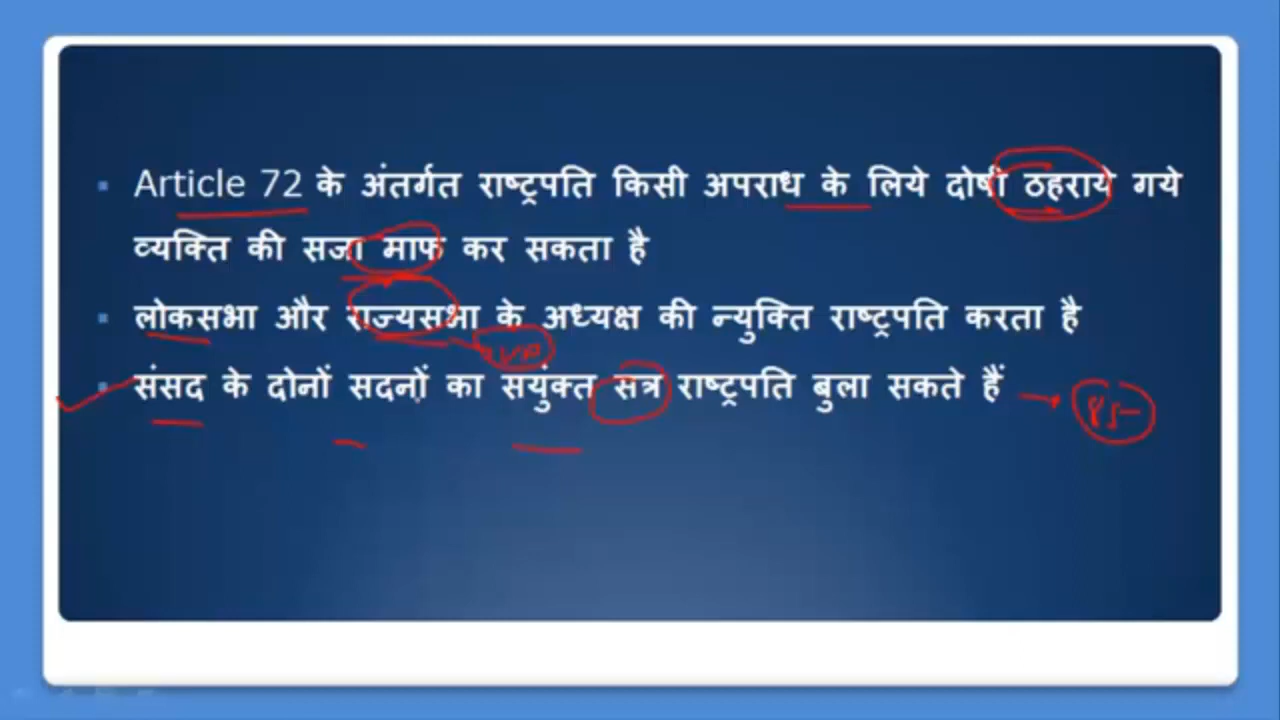 Article 72 के अंतर्गत राष्ट्रपति किसी अपराध के लिये दोषी ठहराये गये
व्यक्ति की सजा माफ कर सकता है
लोकसभा और राज्यसभा के अध्यक्ष की न्युक्ति राष्ट्रपति करता है
संसद के दोनों सदनों का सयुंक्त सत्र राष्ट्रपति बुला सकते हैं